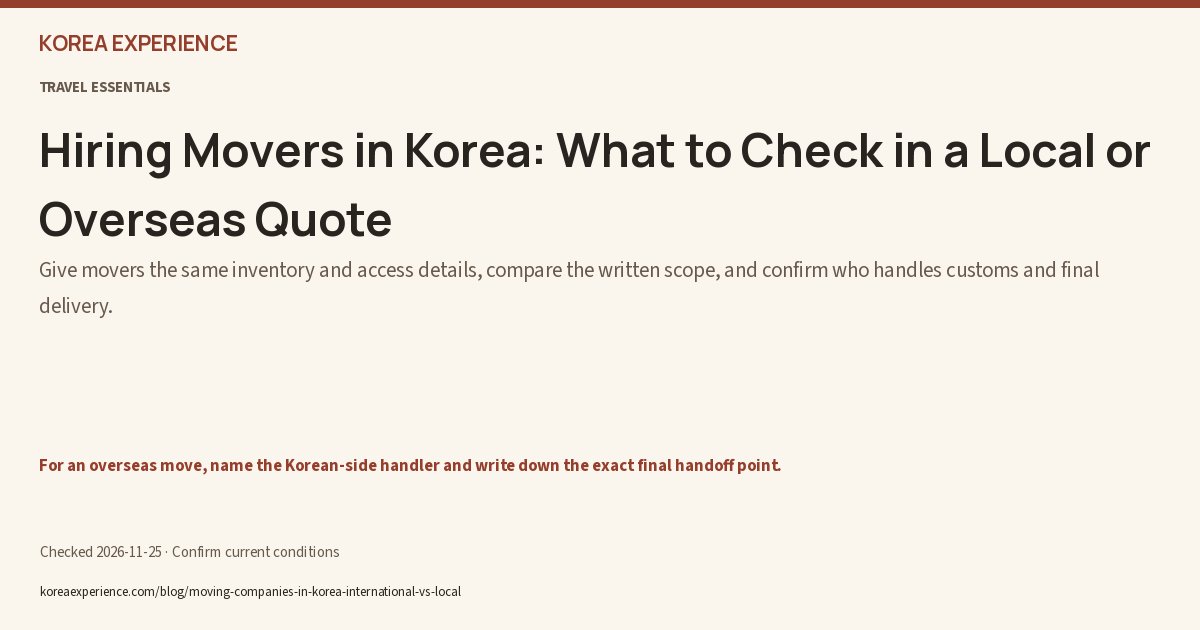 KOREA EXPERIENCE
TRAVEL ESSENTIALS
Hiring Movers in Korea: What to Check in a Local or
Overseas Quote
Give movers the same inventory and access details, compare the written scope, and confirm who handles customs and final
delivery.
For an overseas move, name the Korean-side handler and write down the exact final handoff point.
Checked 2026-11-25 · Confirm current conditions
koreaexperience.com/blog/moving-companies-in-korea-international-vs-local